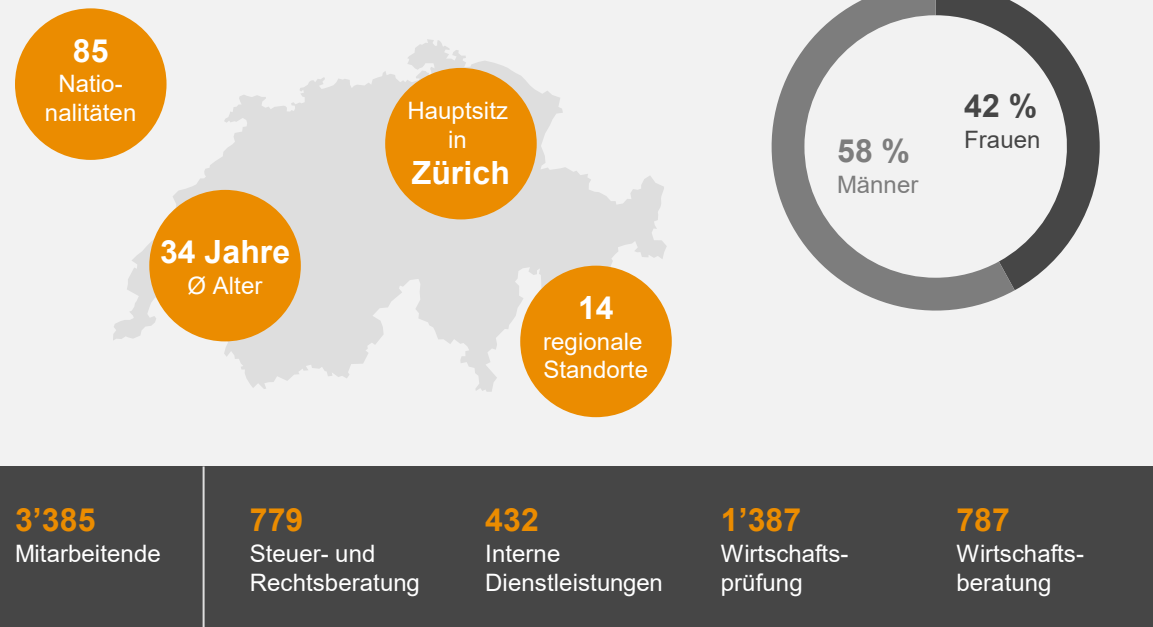 85
Natio-
nalitäten
Hauptsitz
in
Zürich
34 Jahre
Ø Alter
14
regionale
Standorte
42 %
Frauen
58 %
Männer
3’385
Mitarbeitende
779
Steuer- und
Rechtsberatung
432
Interne
Dienstleistungen
1’387
Wirtschafts-
prüfung
787
Wirtschafts-
beratung